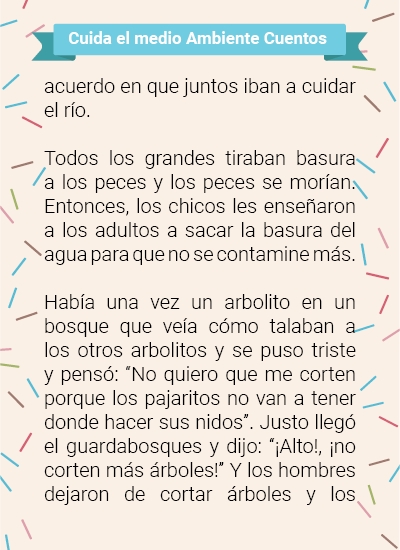 Cuida el medio Ambiente Cuentos
acuerdo en que juntos iban a cuidar
el río.
Todos los grandes tiraban basura
a los peces y los peces se morían.
Entonces, los chicos les enseñaron
a los adultos a sacar la basura del
agua para que no se contamine más.
Había una vez un arbolito en un
bosque que veía cómo talaban a
los otros arbolitos y se puso triste
y pensó: “No quiero que me corten
porque los pajaritos no van a tener
donde hacer sus nidos”. Justo llegó
el guardabosques y dijo: “¡Alto!, ¡no
corten más árboles!” Y los hombres
dejaron de cortar árboles y los